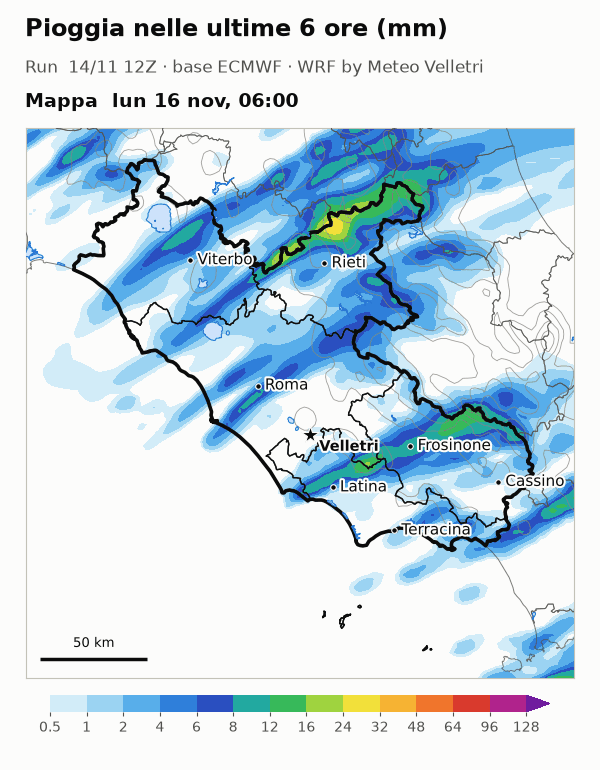 Pioggia nelle ultime 6 ore (mm)
Run 14/11 12Z · base ECMWF · WRF by Meteo Velletri
Mappa lun 16 nov, 06:00
Viterbo
Rieti
Roma
Velletri
Frosinone
Latina
Cassino
Terracina
50 km
0.5 1 2 4 6 8 12 16 24 32 48 64 96 128